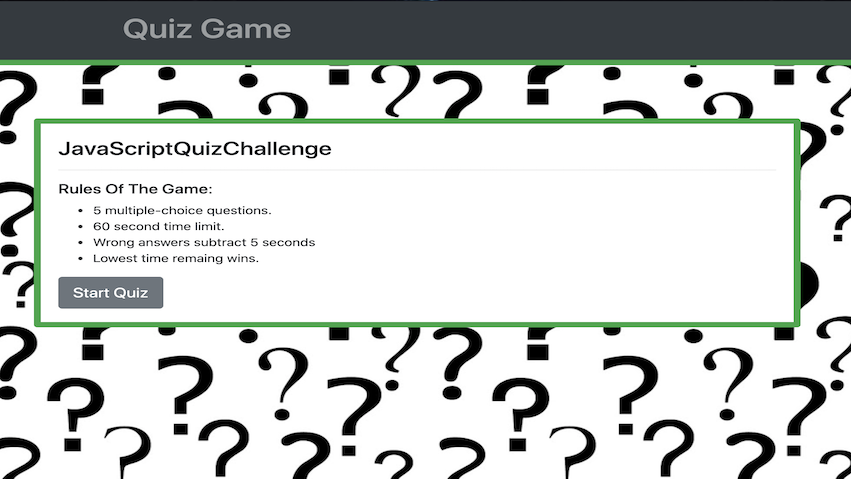 Quiz Game
JavaScriptQuizChallenge
Rules Of The Game:
• 5 multiple-choice questions.
• 60 second time limit.
• Wrong answers subtract 5 seconds
• Lowest time remaing wins.
Start Quiz